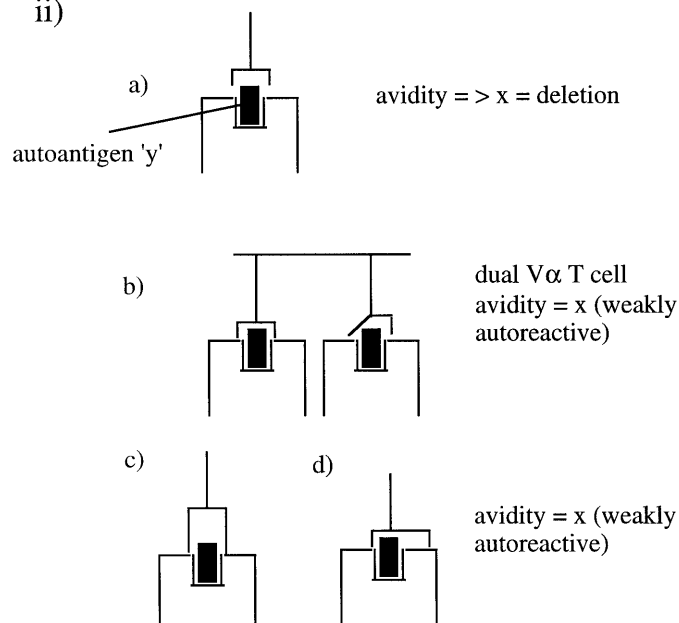 ii)
a)
avidity = > x = deletion
autoantigen 'y'
b)
dual Vα T cell
avidity = x (weakly
autoreactive)
c)
d)
avidity = x (weakly
autoreactive)